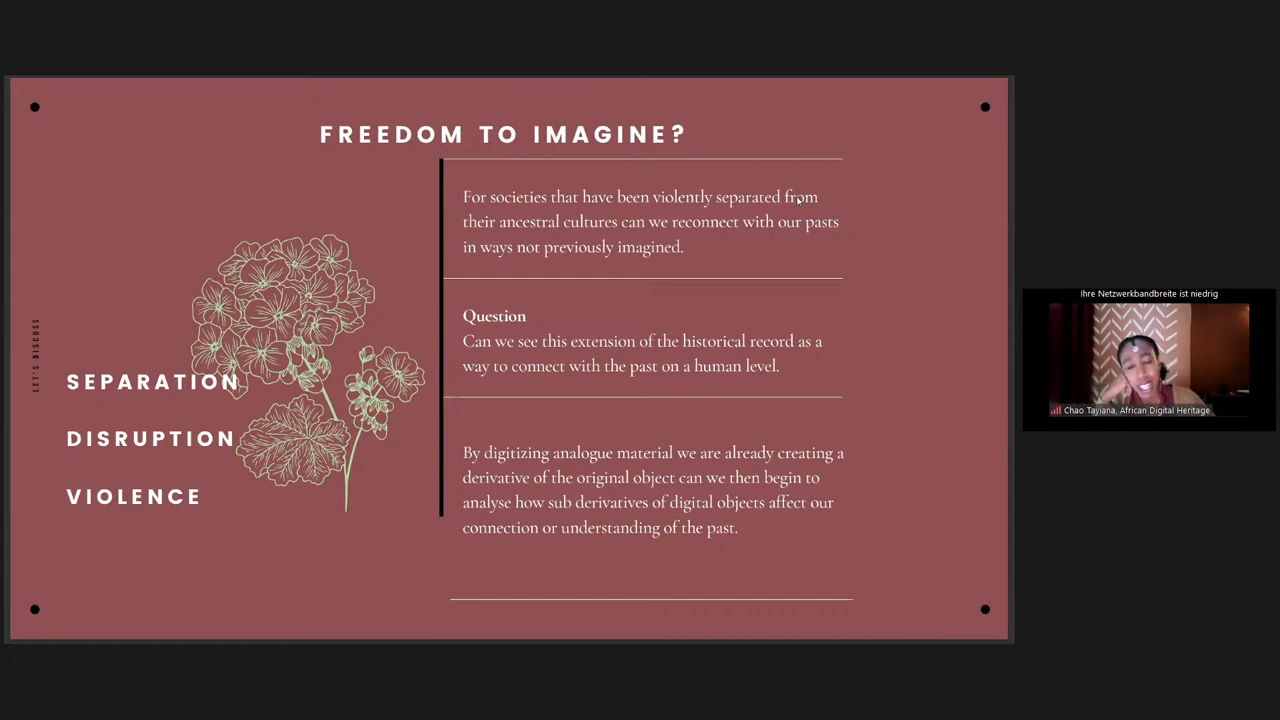 FREEDOM TO IMAGINE?
For societies that have been violently separated from
their ancestral cultures can we reconnect with our pasts
in ways not previously imagined.
Question
Can we see this extension of the historical record as a
way to connect with the past on a human level.
By digitizing analogue material we are already creating a
derivative of the original object can we then begin to
analyse how sub derivatives of digital objects affect our
connection or understanding of the past.
LET'S DISCUSS
SEPARATION
DISRUPTION
VIOLENCE
Ihre Netzwerkbandbreite ist niedrig
Chao Tayiana, African Digital Heritage